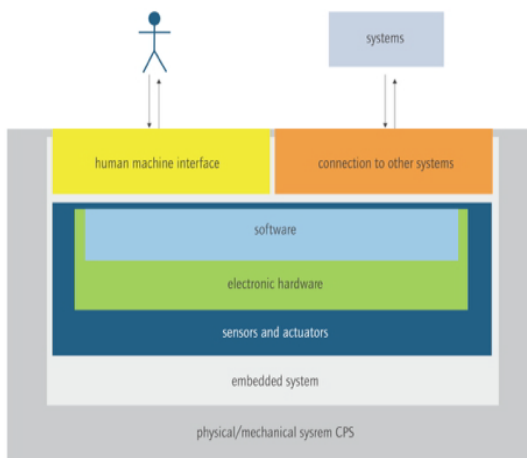 systems
human machine interface
connection to other systems
software
electronic hardware
sensors and actuators
embedded system
physical/mechanical sysrem CPS